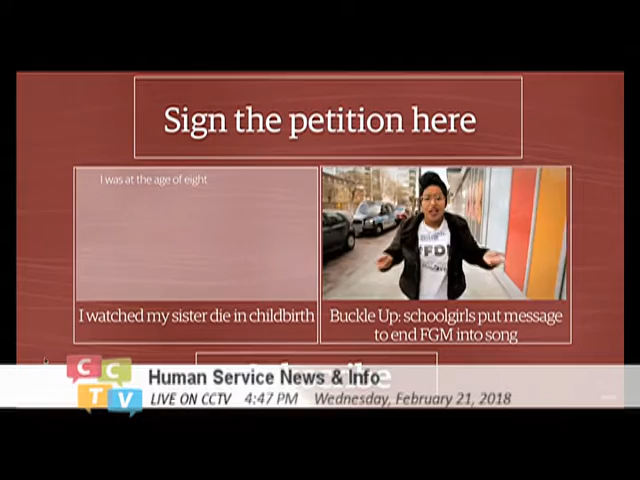 Sign the petition here
I was at the age of eight
I watched my sister die in childbirth
#FD
Buckle Up: schoolgirls put message
to end FGM into song
CCTV
Human Service News & Info
LIVE ON CCTV 4:47 PM Wednesday, February 21, 2018